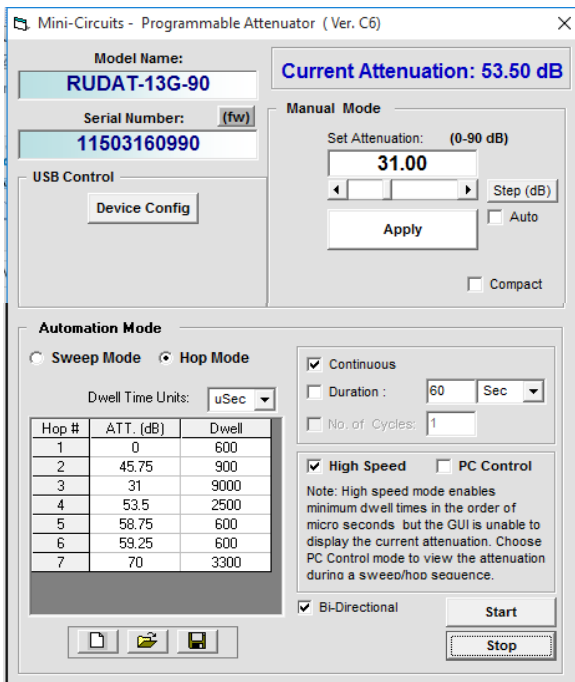 Mini-Circuits - Programmable Attenuator ( Ver. C6)
Model Name:
RUDAT-13G-90
Serial Number: (fw)
11503160990
Current Attenuation: 53.50 dB
USB Control
Device Config
Manual Mode
Set Attenuation: (0-90 dB)
31.00
Step (dB)
Auto
Apply
Compact
Automation Mode
Sweep Mode Hop Mode
Dwell Time Units: uSec
Hop # ATT. (dB) Dwell
1 0 600
2 45.75 900
3 31 9000
4 53.5 2500
5 58.75 600
6 59.25 600
7 70 3300
Continuous
Duration : 60 Sec
No. of Cycles: 1
High Speed PC Control
Note: High speed mode enables
minimum dwell times in the order of
micro seconds but the GUI is unable to
display the current attenuation. Choose
PC Control mode to view the attenuation
during a sweep/hop sequence.
Bi-Directional
Start
Stop